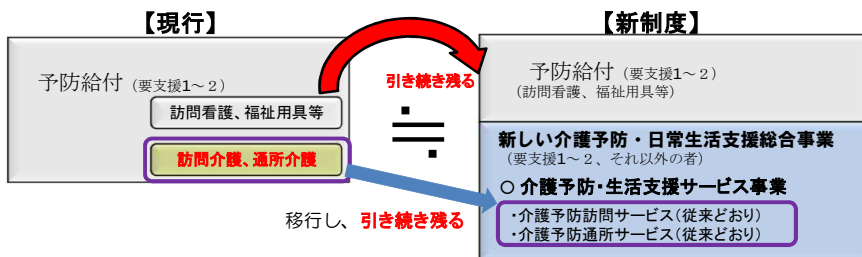 【現行】
予防給付（要支援1～2）
訪問看護、福祉用具等
訪問介護、通所介護
引き続き残る
≒
移行し、引き続き残る
【新制度】
予防給付（要支援1～2）
（訪問看護、福祉用具等）
新しい介護予防・日常生活支援総合事業
（要支援1～2、それ以外の者）
○ 介護予防・生活支援サービス事業
・介護予防訪問サービス（従来どおり）
・介護予防通所サービス（従来どおり）